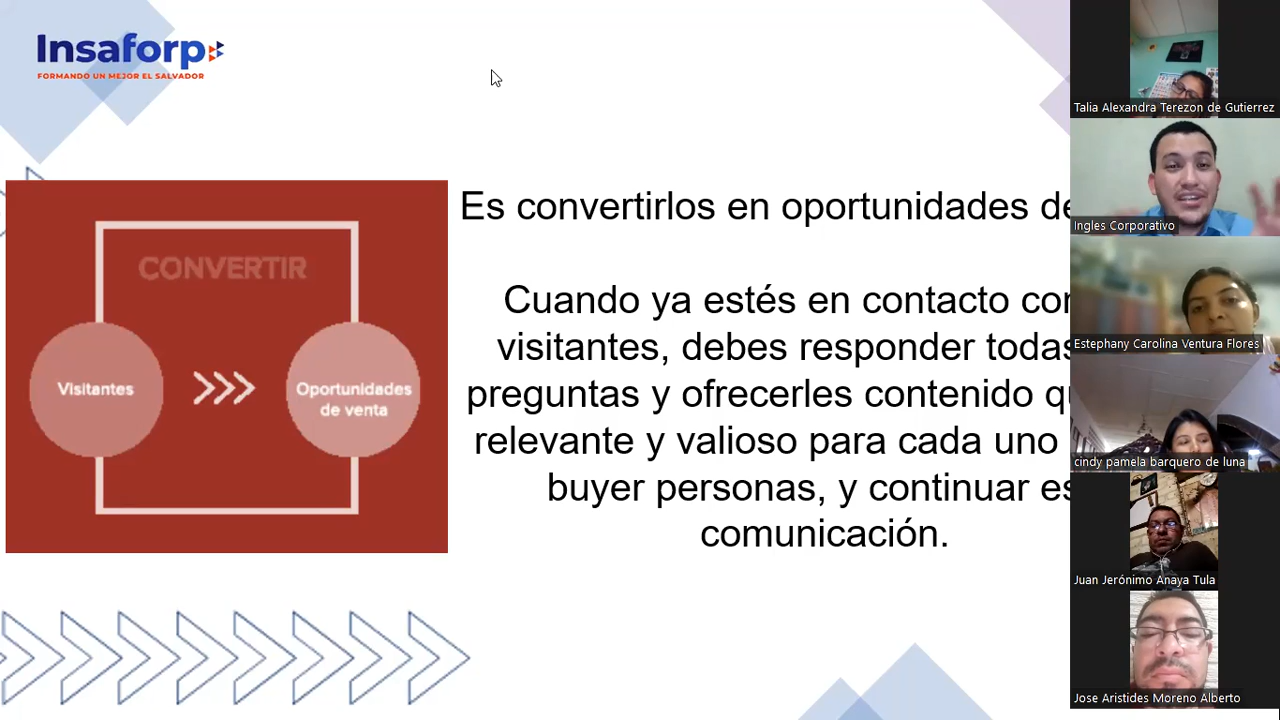 Insaforp
FORMANDO UN MEJOR EL SALVADOR
CONVERTIR
Visitantes
Oportunidades
de venta
Es convertirlos en oportunidades de
Cuando ya estés en contacto con
visitantes, debes responder todas
preguntas y ofrecerles contenido
relevante y valioso para cada uno
buyer personas, y continuar
comunicación.
Talia Alexandra Terezon de Gutierrez
Ingles Corporativo
Estephany Carolina Ventura Flores
cindy pamela barquero de luna
Juan Jerónimo Anaya Tula
Jose Aristides Moreno Alberto